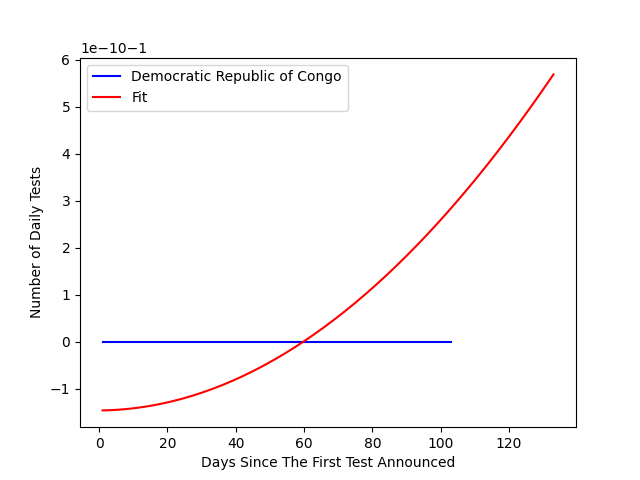 1e−10−1
6
5
4
3
2
1
0
−1
Number of Daily Tests
Democratic Republic of Congo
Fit
0 20 40 60 80 100 120
Days Since The First Test Announced